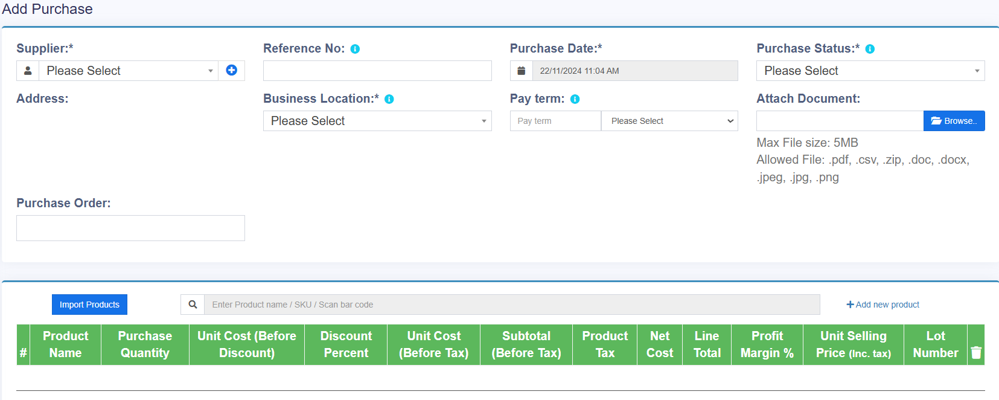 Add Purchase
Supplier:* Reference No: Purchase Date:* Purchase Status:*
Please Select 22/11/2024 11:04 AM Please Select
Address: Business Location:* Pay term: Attach Document:
Please Select Pay term Please Select Browse..
Max File size: 5MB
Allowed File: .pdf, .csv, .zip, .doc, .docx,
.jpeg, .jpg, .png
Purchase Order:
Import Products Enter Product name / SKU / Scan bar code Add new product
# Product Name Purchase Quantity Unit Cost (Before Discount) Discount Percent Unit Cost (Before Tax) Subtotal (Before Tax) Product Tax Net Cost Line Total Profit Margin % Unit Selling Price (Inc. tax) Lot Number